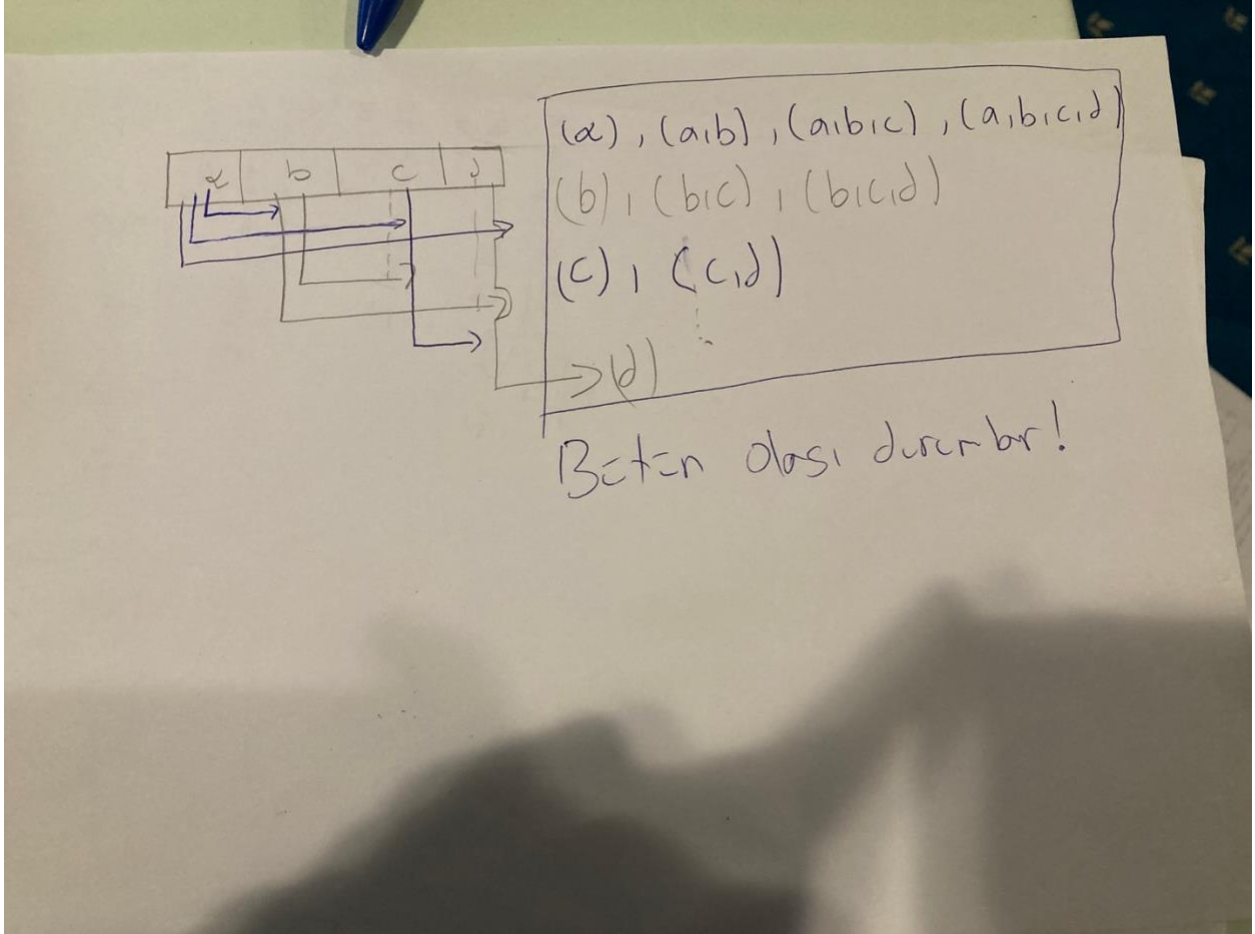 a b c d
(a), (a,b), (a,b,c), (a,b,c,d)
(b), (b,c), (b,c,d)
(c), (c,d)
(d)
Bütün olası durumlar!